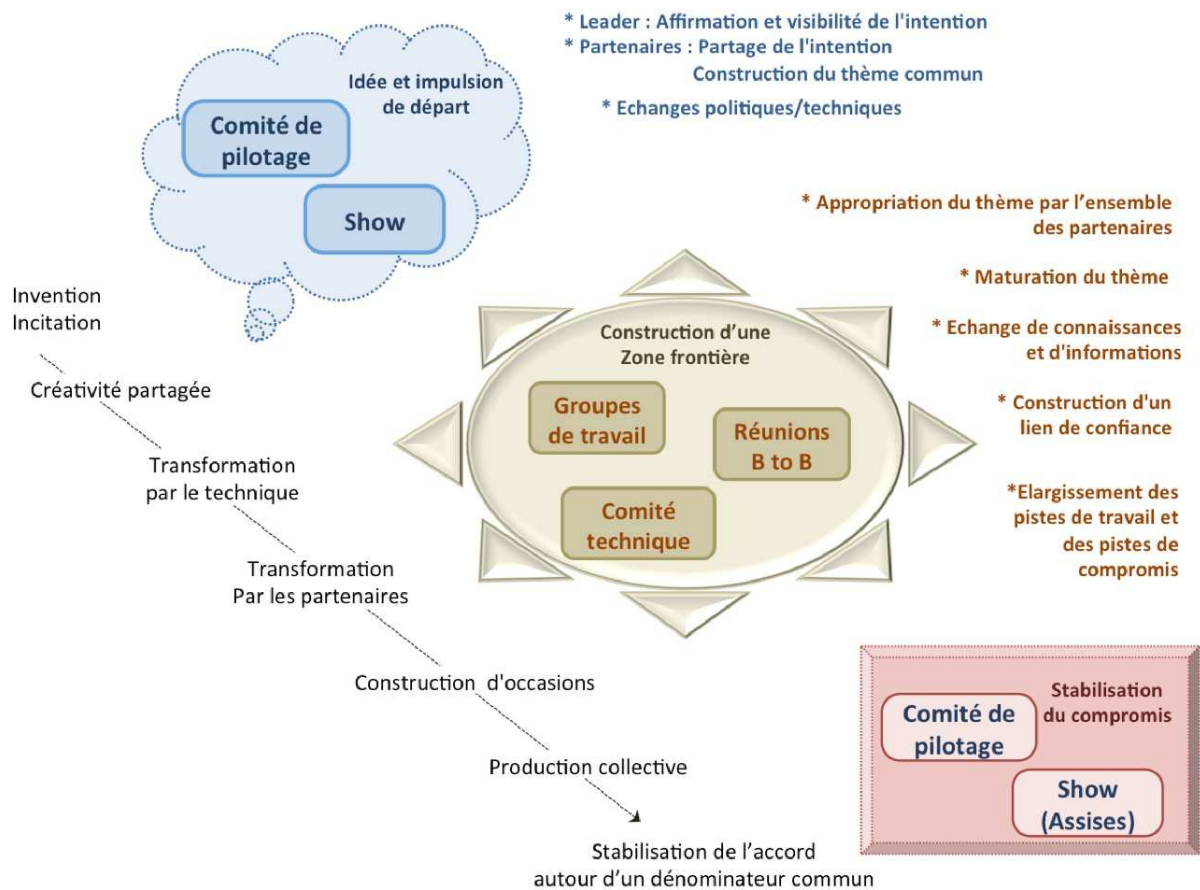 * Leader : Affirmation et visibilité de l'intention
* Partenaires : Partage de l'intention
Construction du thème commun
* Echanges politiques/techniques
Idée et impulsion
de départ
Comité de
pilotage
Show
* Appropriation du thème par l'ensemble
des partenaires
* Maturation du thème
* Echange de connaissances
et d'informations
* Construction d'un
lien de confiance
*Elargissement des
pistes de travail et
des pistes de
compromis
Construction d'une
Zone frontière
Groupes
de travail
Réunions
B to B
Comité
technique
Invention
Incitation
Créativité partagée
Transformation
par le technique
Transformation
Par les partenaires
Construction d'occasions
Production collective
Stabilisation de l'accord
autour d'un dénominateur commun
Stabilisation
du compromis
Comité de
pilotage
Show
(Assises)